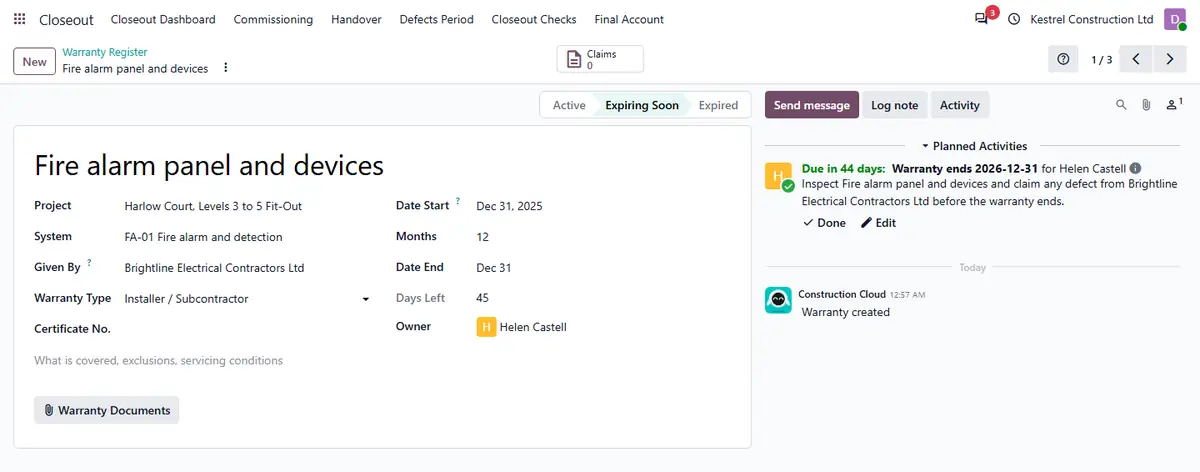 Closeout Closeout Dashboard Commissioning Handover Defects Period Closeout Checks Final Account 3 Kestrel Construction Ltd D
New Warranty Register
Fire alarm panel and devices
Claims
0
1 / 3
Active Expiring Soon Expired
Send message Log note Activity 1
Fire alarm panel and devices
Project Harlow Court, Levels 3 to 5 Fit-Out
System FA-01 Fire alarm and detection
Given By ? Brightline Electrical Contractors Ltd
Warranty Type Installer / Subcontractor
Certificate No.
Date Start ? Dec 31, 2025
Months 12
Date End Dec 31
Days Left 45
Owner H Helen Castell
What is covered, exclusions, servicing conditions
Warranty Documents
Planned Activities
H
Due in 44 days: Warranty ends 2026-12-31 for Helen Castell
Inspect Fire alarm panel and devices and claim any defect from Brightline
Electrical Contractors Ltd before the warranty ends.
Done Edit
Today
Construction Cloud 12:57 AM
Warranty created